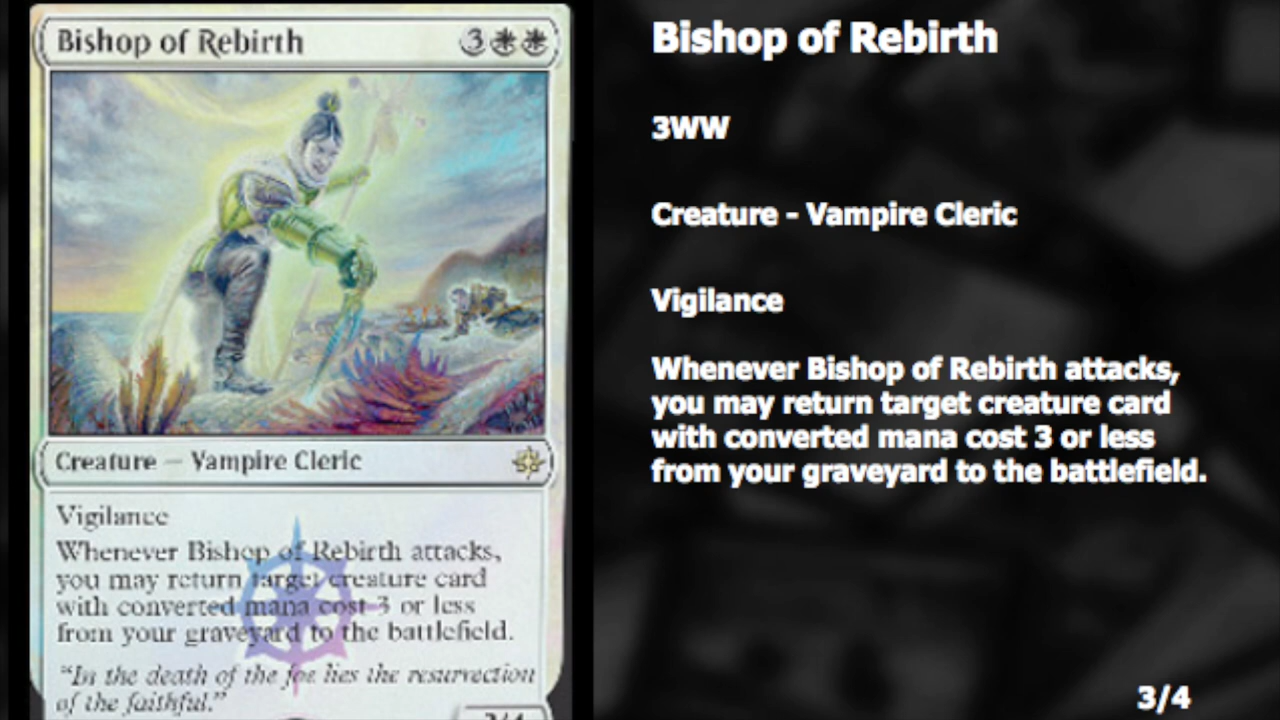 Bishop of Rebirth
3
Creature — Vampire Cleric
Vigilance
Whenever Bishop of Rebirth attacks,
you may return target creature card
with converted mana cost 3 or less
from your graveyard to the battlefield.
"In the death of the foe lies the resurrection
of the faithful."
3/4
Bishop of Rebirth
3WW
Creature - Vampire Cleric
Vigilance
Whenever Bishop of Rebirth attacks,
you may return target creature card
with converted mana cost 3 or less
from your graveyard to the battlefield.
3/4